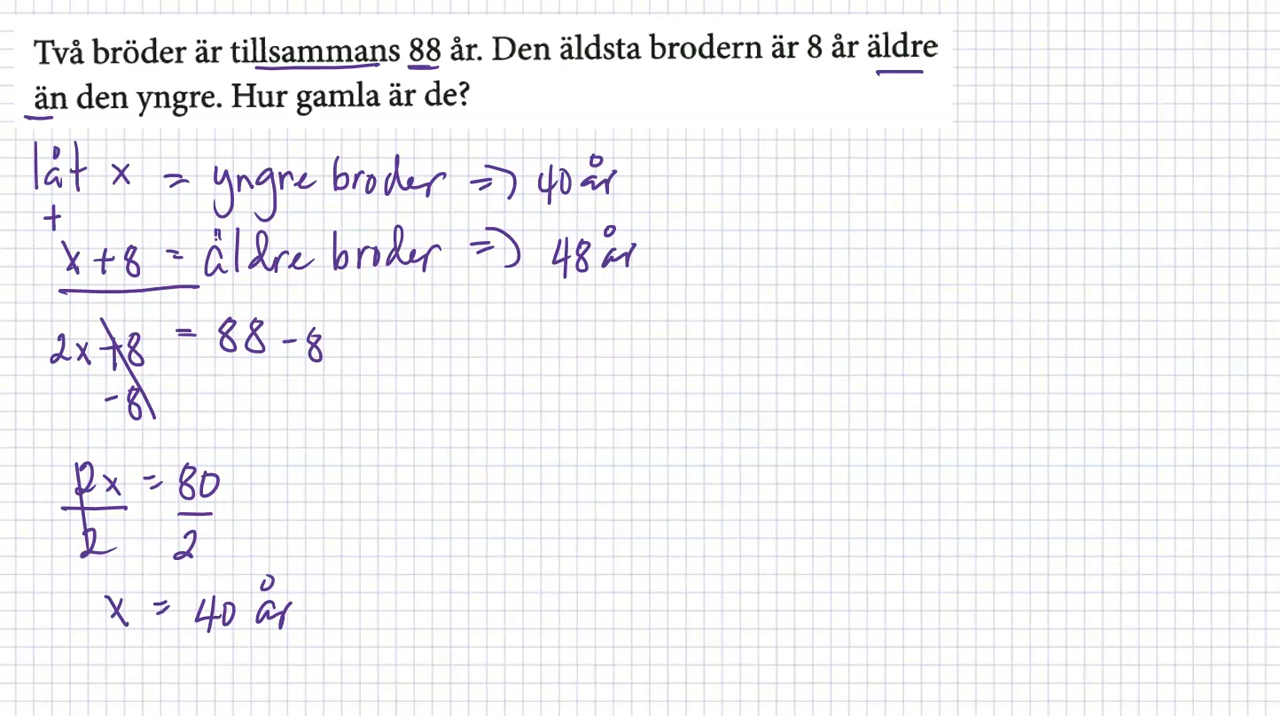 Två bröder är tillsammans 88 år. Den äldsta brodern är 8 år äldre
än den yngre. Hur gamla är de?
låt x = yngre broder => 40 år
+
x + 8 = äldre broder => 48 år
2x + 8 = 88 - 8
- 8
2x = 80
2 2
x = 40 år